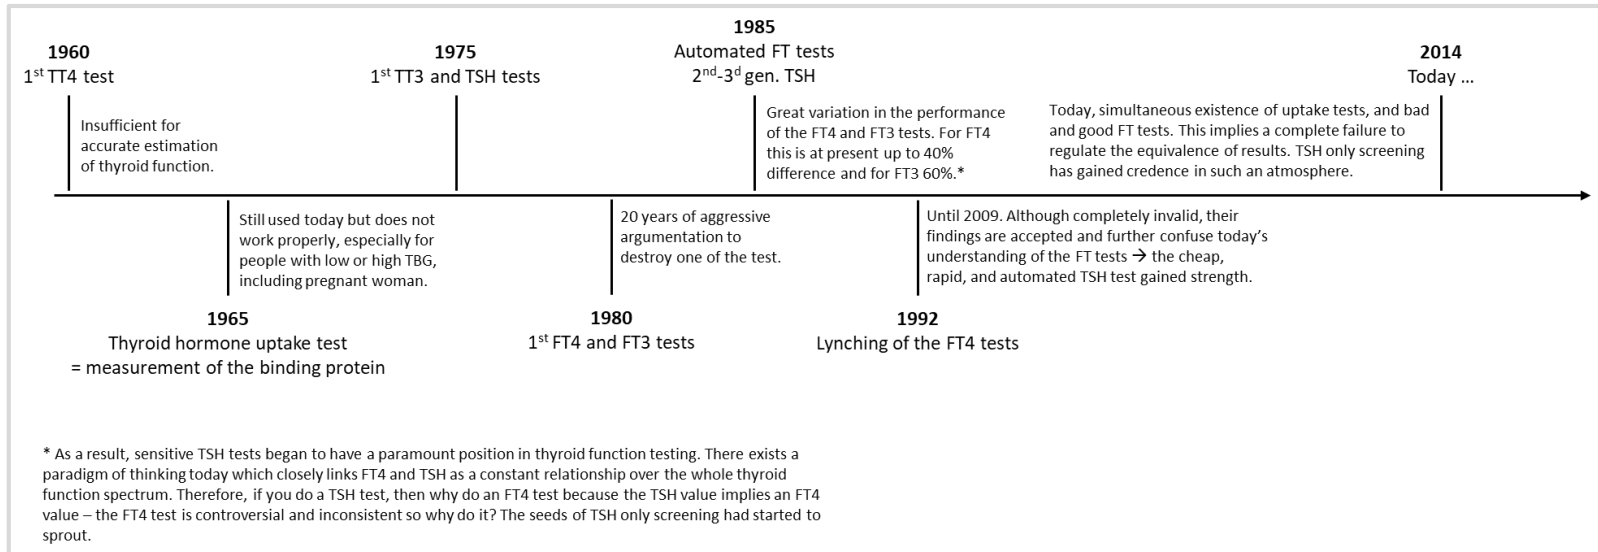 1960
1st TT4 test
Insufficient for
accurate estimation
of thyroid function.
Still used today but does not
work properly, especially for
people with low or high TBG,
including pregnant woman.
1965
Thyroid hormone uptake test
= measurement of the binding protein
1975
1st TT3 and TSH tests
20 years of aggressive
argumentation to
destroy one of the test.
1980
1st FT4 and FT3 tests
1985
Automated FT tests
2nd-3d gen. TSH
Great variation in the performance
of the FT4 and FT3 tests. For FT4
this is at present up to 40%
difference and for FT3 60%.*
Until 2009. Although completely invalid, their
findings are accepted and further confuse today’s
understanding of the FT tests → the cheap,
rapid, and automated TSH test gained strength.
1992
Lynching of the FT4 tests
2014
Today ...
Today, simultaneous existence of uptake tests, and bad
and good FT tests. This implies a complete failure to
regulate the equivalence of results. TSH only screening
has gained credence in such an atmosphere.
* As a result, sensitive TSH tests began to have a paramount position in thyroid function testing. There exists a
paradigm of thinking today which closely links FT4 and TSH as a constant relationship over the whole thyroid
function spectrum. Therefore, if you do a TSH test, then why do an FT4 test because the TSH value implies an FT4
value – the FT4 test is controversial and inconsistent so why do it? The seeds of TSH only screening had started to
sprout.